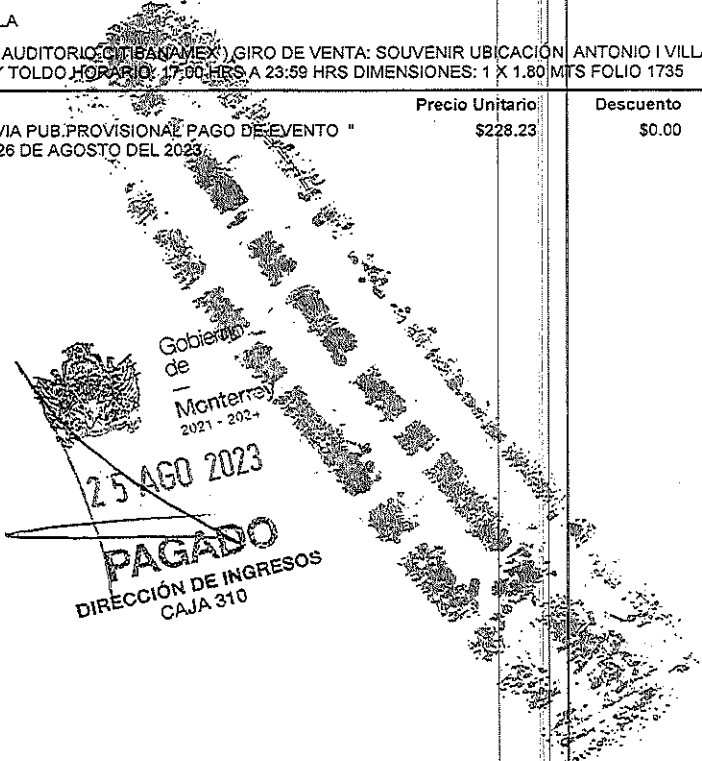 LA
AUDITORIO CITIBANAMEX") GIRO DE VENTA: SOUVENIR UBICACIÓN ANTONIO I VILLA
Y TOLDO HORARIO: 17:00 HRS A 23:59 HRS DIMENSIONES: 1 X 1.80 MTS FOLIO 1735
Precio Unitario Descuento
VIA PUB.PROVISIONAL PAGO DE EVENTO " $228.23 $0.00
26 DE AGOSTO DEL 2023
Gobierno
de
Monterrey
2021 - 202
25 AGO 2023
PAGADO
DIRECCIÓN DE INGRESOS
CAJA 310